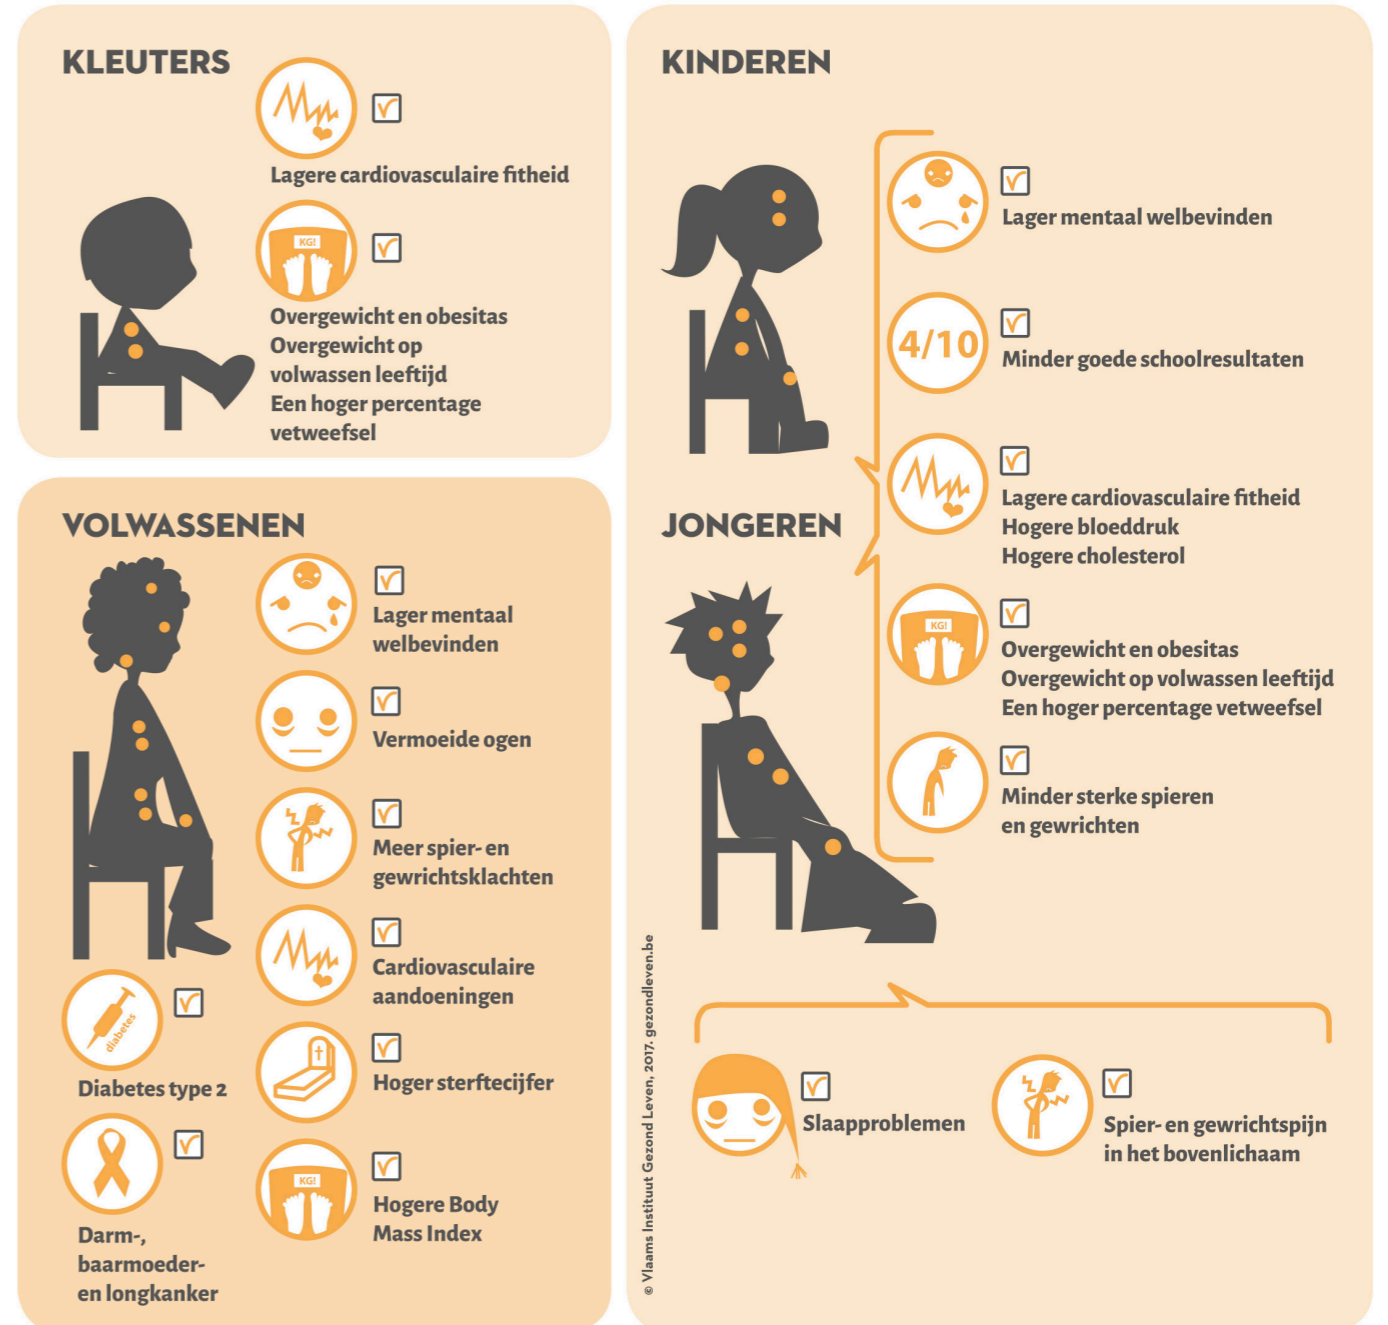 KLEUTERS
Lagere cardiovasculaire fitheid
KG!
Overgewicht en obesitas
Overgewicht op
volwassen leeftijd
Een hoger percentage
vetweefsel
VOLWASSENEN
Lager mentaal
welbevinden
Vermoeide ogen
Meer spier- en
gewrichtsklachten
Cardiovasculaire
aandoeningen
Hoger sterftecijfer
KG!
Hogere Body
Mass Index
diabetes
Diabetes type 2
Darm-,
baarmoeder-
en longkanker
KINDEREN
Lager mentaal welbevinden
4/10
Minder goede schoolresultaten
Lagere cardiovasculaire fitheid
Hogere bloeddruk
Hogere cholesterol
JONGEREN
KG!
Overgewicht en obesitas
Overgewicht op volwassen leeftijd
Een hoger percentage vetweefsel
Minder sterke spieren
en gewrichten
Slaapproblemen
Spier- en gewrichtspijn
in het bovenlichaam
© Vlaams Instituut Gezond Leven, 2017. gezondleven.be